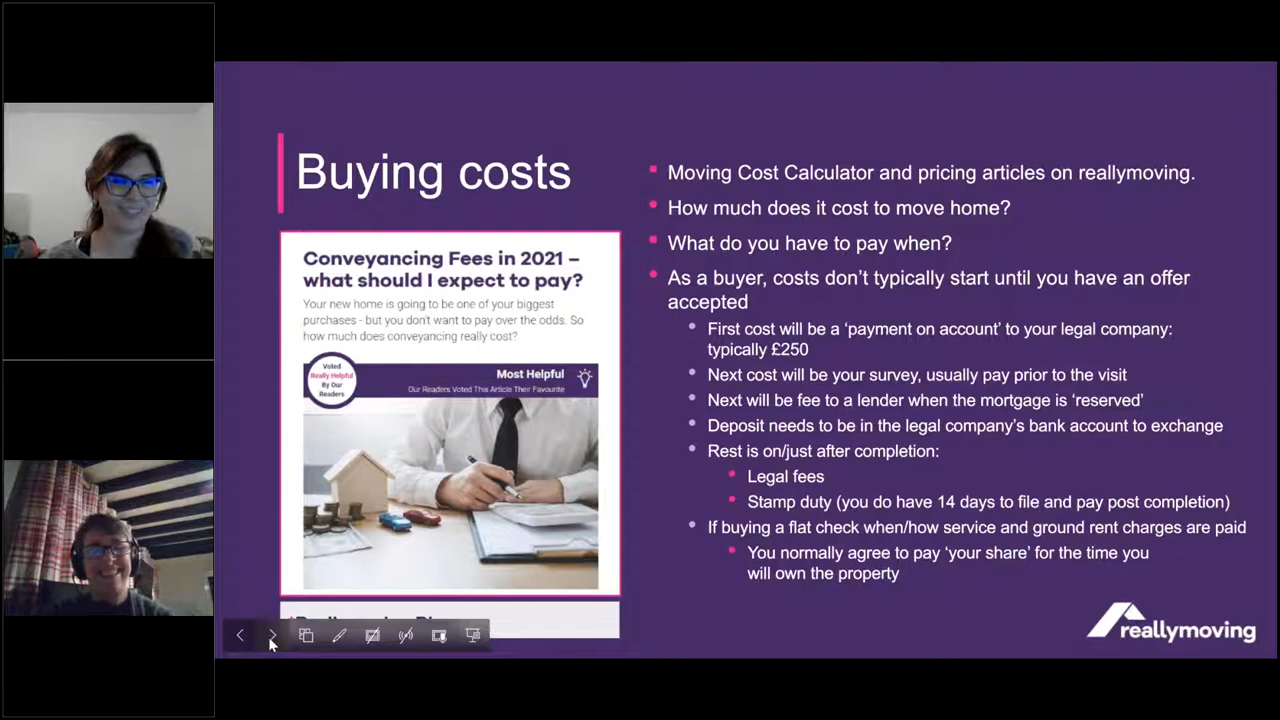 Buying costs
Conveyancing Fees in 2021 –
what should I expect to pay?
Your new home is going to be one of your biggest
purchases - but you don't want to pay over the odds. So
how much does conveyancing really cost?
Voted
Really Helpful
By Our
Readers
Most Helpful
Our Readers Voted This Article Their Favourite
Moving Cost Calculator and pricing articles on reallymoving.
How much does it cost to move home?
What do you have to pay when?
As a buyer, costs don't typically start until you have an offer
accepted
First cost will be a 'payment on account' to your legal company:
typically £250
Next cost will be your survey, usually pay prior to the visit
Next will be fee to a lender when the mortgage is 'reserved'
Deposit needs to be in the legal company's bank account to exchange
Rest is on/just after completion:
Legal fees
Stamp duty (you do have 14 days to file and pay post completion)
If buying a flat check when/how service and ground rent charges are paid
You normally agree to pay 'your share' for the time you
will own the property
reallymoving